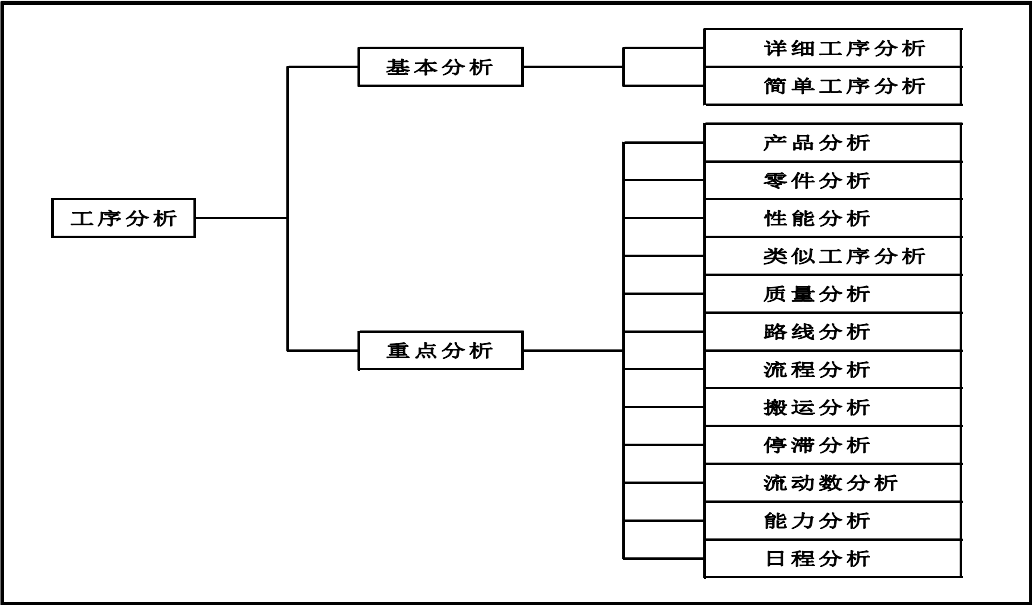 工序分析
基本分析
详细工序分析
简单工序分析
重点分析
产品分析
零件分析
性能分析
类似工序分析
质量分析
路线分析
流程分析
搬运分析
停滞分析
流动数分析
能力分析
日程分析